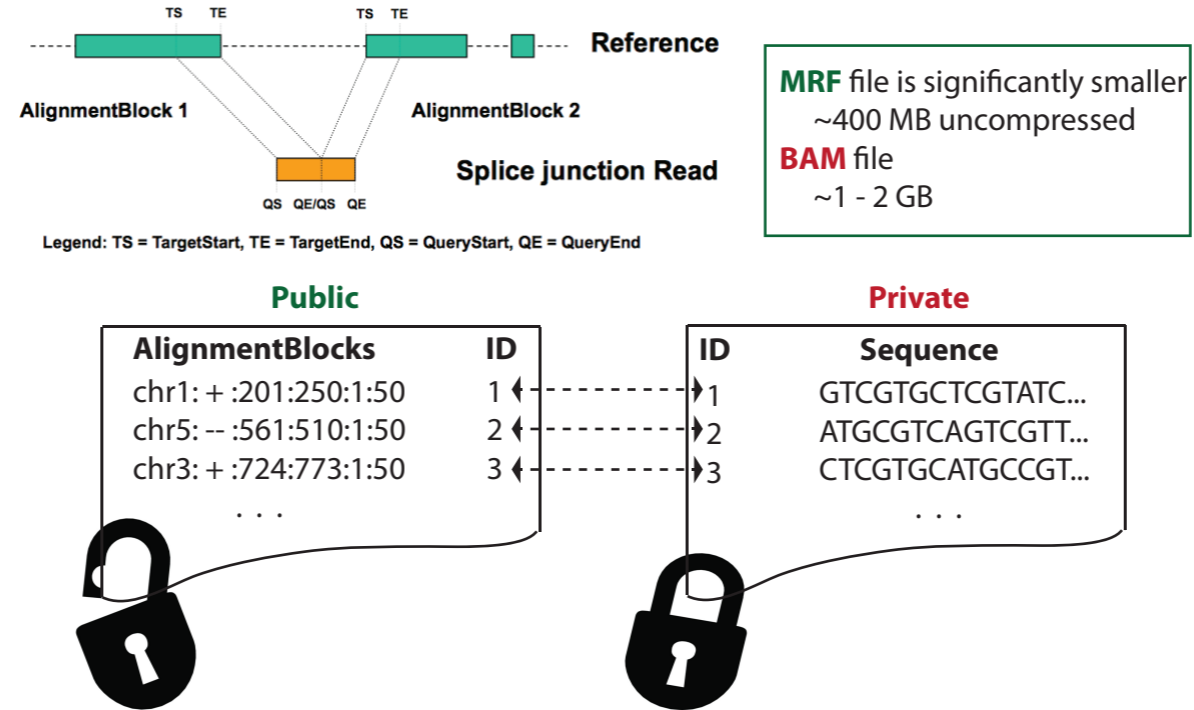 TS TE TS TE
Reference
AlignmentBlock 1 AlignmentBlock 2
Splice junction Read
QS QE/QS QE
Legend: TS = TargetStart, TE = TargetEnd, QS = QueryStart, QE = QueryEnd
MRF file is significantly smaller
~400 MB uncompressed
BAM file
~1 - 2 GB
Public
AlignmentBlocks ID
chr1: + :201:250:1:50 1
chr5: -- :561:510:1:50 2
chr3: + :724:773:1:50 3
. . .
Private
ID Sequence
1 GTCGTGCTCGTATC...
2 ATGCGTCAGTCGTT...
3 CTCGTGCATGCCGT...
. . .